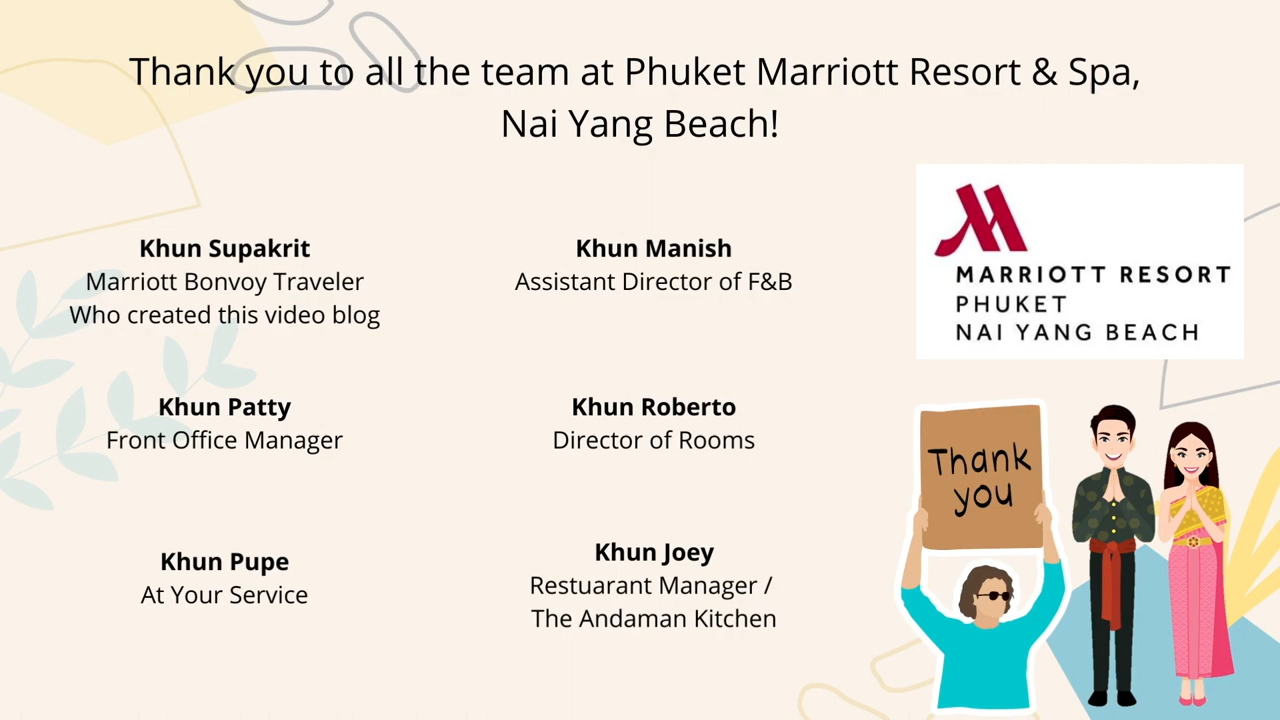 Thank you to all the team at Phuket Marriott Resort & Spa,
Nai Yang Beach!
Khun Supakrit
Marriott Bonvoy Traveler
Who created this video blog
Khun Manish
Assistant Director of F&B
Khun Patty
Front Office Manager
Khun Roberto
Director of Rooms
Khun Pupe
At Your Service
Khun Joey
Restuarant Manager /
The Andaman Kitchen
MARRIOTT RESORT
PHUKET
NAI YANG BEACH
Thank
you